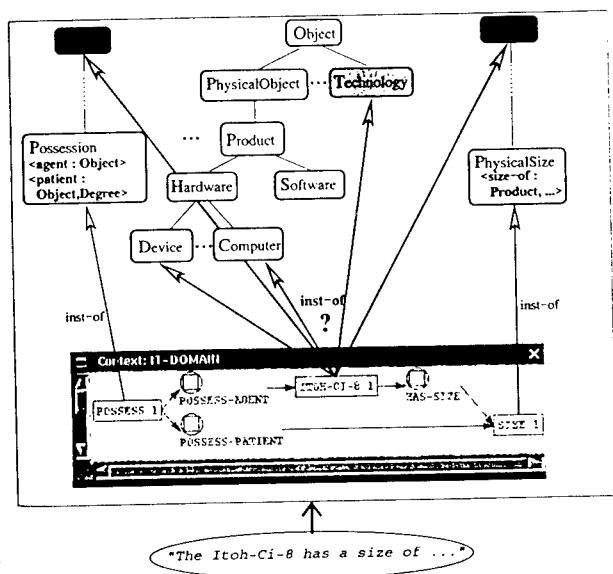 Object
PhysicalObject ... Technology
Possession
<agent : Object>
<patient :
Object,Degree>
... Product
PhysicalSize
<size-of :
Product, ...>
Hardware
Software
Device ... Computer
inst-of
inst-of
?
inst-of
Context: IT-DOMAIN
POSSESS-AGENT
ITOH-CI-8 1
HAS-SIZE
POSSESS 1
POSSESS-PATIENT
SIZE 1
"The Itoh-Ci-8 has a size of ..."